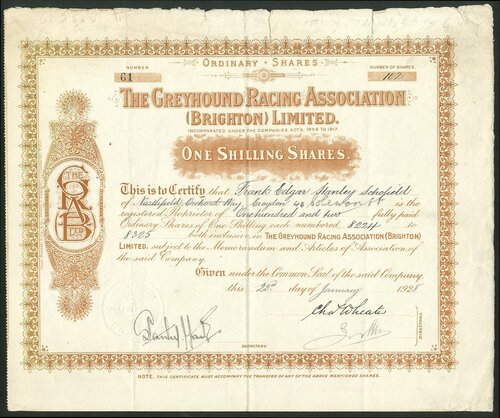 ORDINARY SHARES
NUMBER
61
NUMBER OF SHARES.
102
THE GREYHOUND RACING ASSOCIATION
(BRIGHTON) LIMITED.
INCORPORATED UNDER THE COMPANIES ACTS, 1908 TO 1917.
ONE SHILLING SHARES.
THE
GRAB
LTD
This is to Certify that Frank Edgar Stanley Schofield
of Northfield Orchard Way, Croydon
registered Proprietor of One hundred and two fully paid
Ordinary Shares of One Shilling each numbered 8224 to
8325 both inclusive in THE GREYHOUND RACING ASSOCIATION (BRIGHTON)
LIMITED, subject to the Memorandum and Articles of Association of
the said Company.
Given under the Common Seal of the said Company,
this 23rd day of January 1928
Chas Wheate
DIRECTORS.
SECRETARY.
NOTE, THIS CERTIFICATE MUST ACCOMPANY THE TRANSFER OF ANY OF THE ABOVE MENTIONED SHARES.